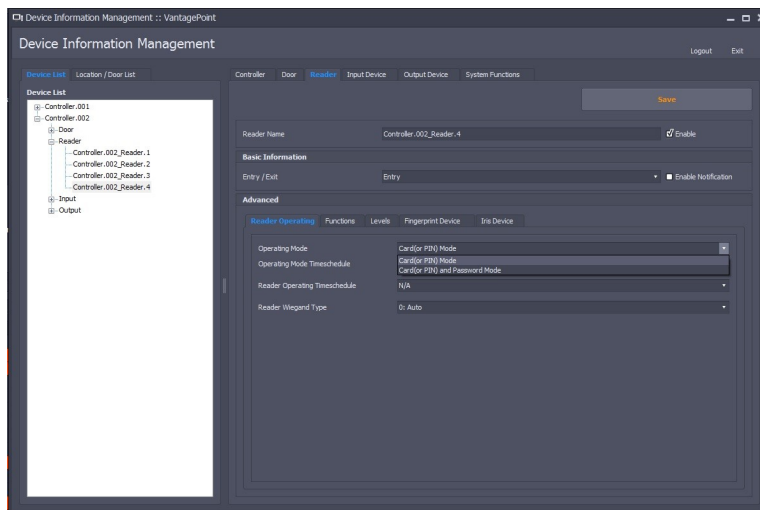 Device Information Management :: VantagePoint
Device Information Management
Logout Exit
Device List Location / Door List
Controller Door Reader Input Device Output Device System Functions
Device List
Controller.001
Controller.002
Door
Reader
Controller.002_Reader.1
Controller.002_Reader.2
Controller.002_Reader.3
Controller.002_Reader.4
Input
Output
Save
Reader Name Controller.002_Reader.4 Enable
Basic Information
Entry / Exit Entry Enable Notification
Advanced
Reader Operating Functions Levels Fingerprint Device Iris Device
Operating Mode Card(or PIN) Mode
Card(or PIN) Mode
Operating Mode Timeschedule
Card(or PIN) and Password Mode
Reader Operating Timeschedule N/A
Reader Wiegand Type 0: Auto